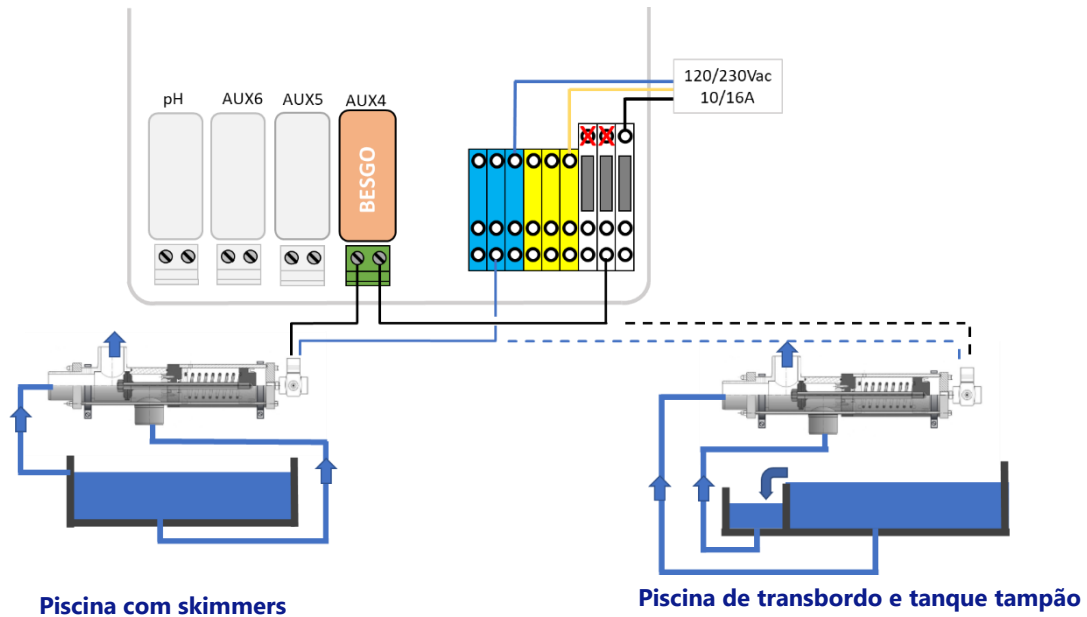 120/230Vac
10/16A
pH
AUX6
AUX5
AUX4
BESGO
Piscina com skimmers
Piscina de transbordo e tanque tampão